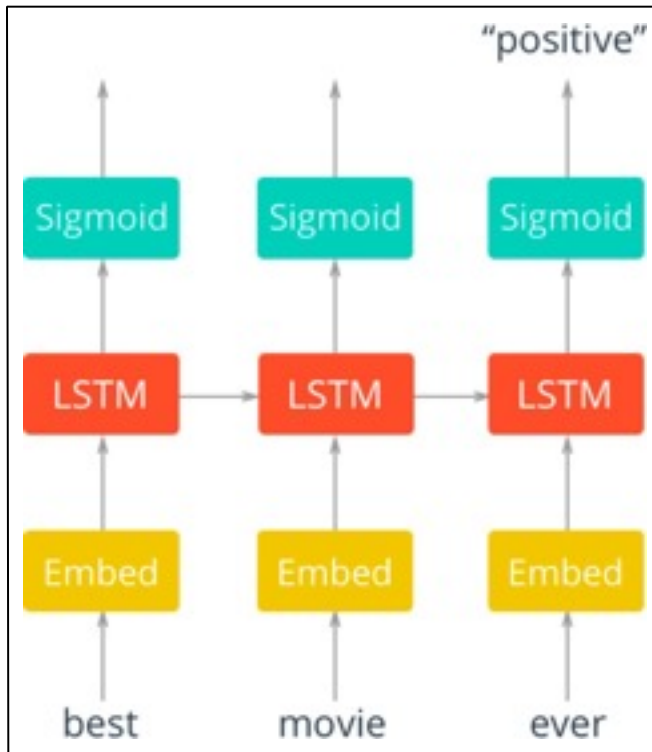 “positive”
Sigmoid Sigmoid Sigmoid
LSTM LSTM LSTM
Embed Embed Embed
best movie ever